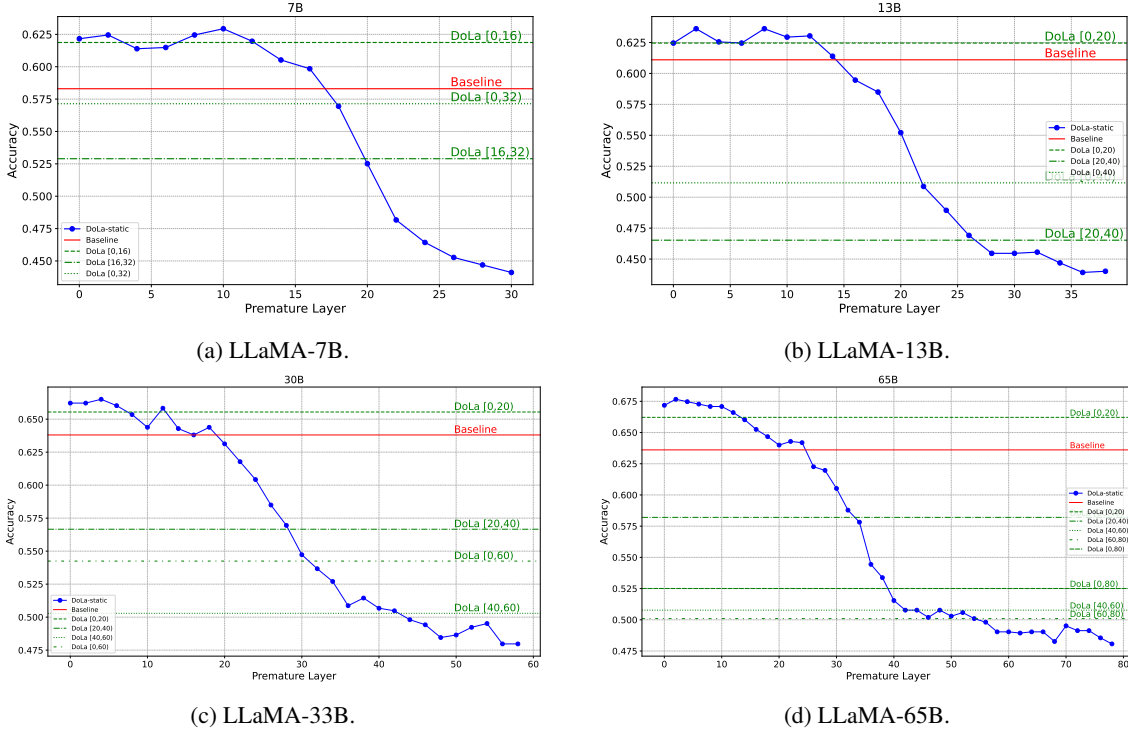 7B
0.625
0.600
0.575
0.550
0.525
0.500
0.475
0.450
Accuracy
DoLa [0,16)
Baseline
DoLa [0,32)
DoLa [16,32)
DoLa-static
Baseline
DoLa [0,16)
DoLa [16,32)
DoLa [0,32)
0 5 10 15 20 25 30
Premature Layer
(a) LLaMA-7B.
13B
0.625
0.600
0.575
0.550
0.525
0.500
0.475
0.450
Accuracy
DoLa [0,20)
Baseline
DoLa-static
Baseline
DoLa [0,20)
DoLa [20,40)
DoLa [0,40)
DoLa [20,40)
0 5 10 15 20 25 30 35
Premature Layer
(b) LLaMA-13B.
30B
0.650
0.625
0.600
0.575
0.550
0.525
0.500
0.475
Accuracy
DoLa [0,20)
Baseline
DoLa [20,40)
DoLa [0,60)
DoLa [40,60)
DoLa-static
Baseline
DoLa [0,20)
DoLa [20,40)
DoLa [40,60)
DoLa [0,60)
0 10 20 30 40 50 60
Premature Layer
(c) LLaMA-33B.
65B
0.675
0.650
0.625
0.600
0.575
0.550
0.525
0.500
0.475
Accuracy
DoLa [0,20)
Baseline
DoLa-static
Baseline
DoLa [0,20)
DoLa [20,40)
DoLa [40,60)
DoLa [60,80)
DoLa [0,80)
DoLa [0,80)
DoLa [40,60)
DoLa [60,80)
0 10 20 30 40 50 60 70 80
Premature Layer
(d) LLaMA-65B.